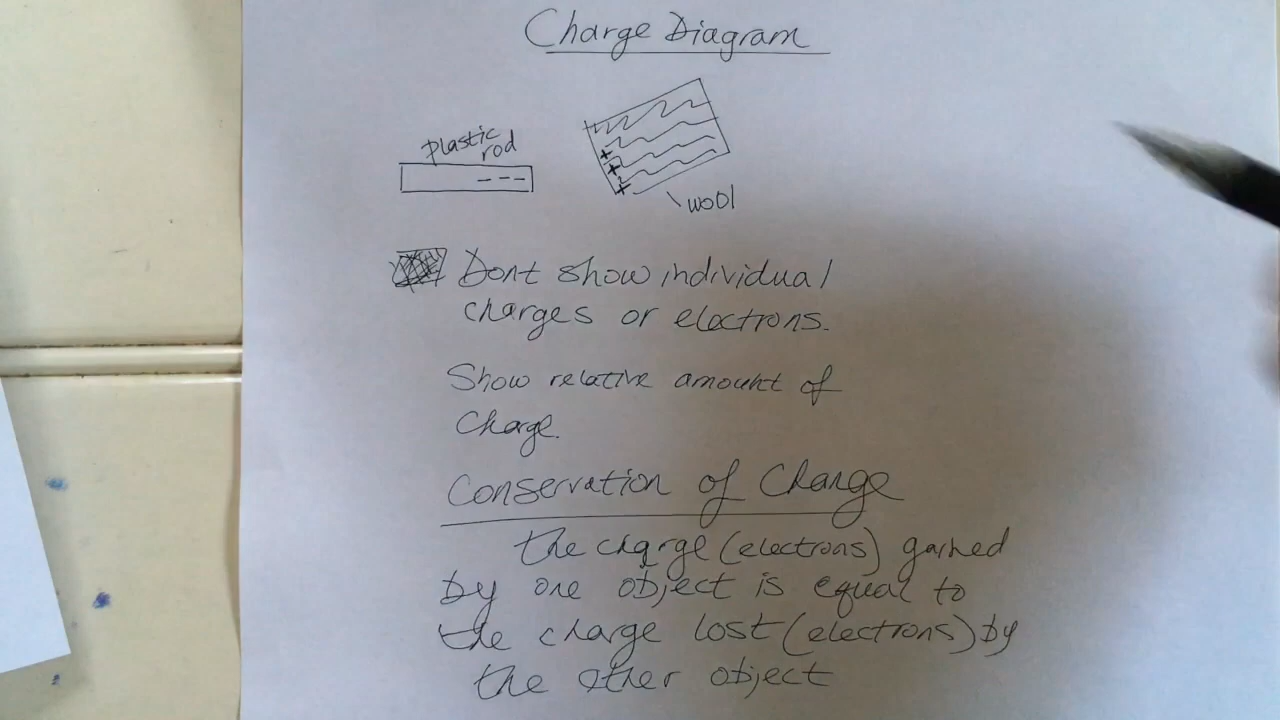 Charge Diagram
plastic
rod
- - -
+
+
+
wool
Dont show individual
charges or electrons.
Show relative amount of
Charge.
Conservation of Charge
the charge (electrons) gained
by one object is equal to
the charge lost (electrons) by
the other object